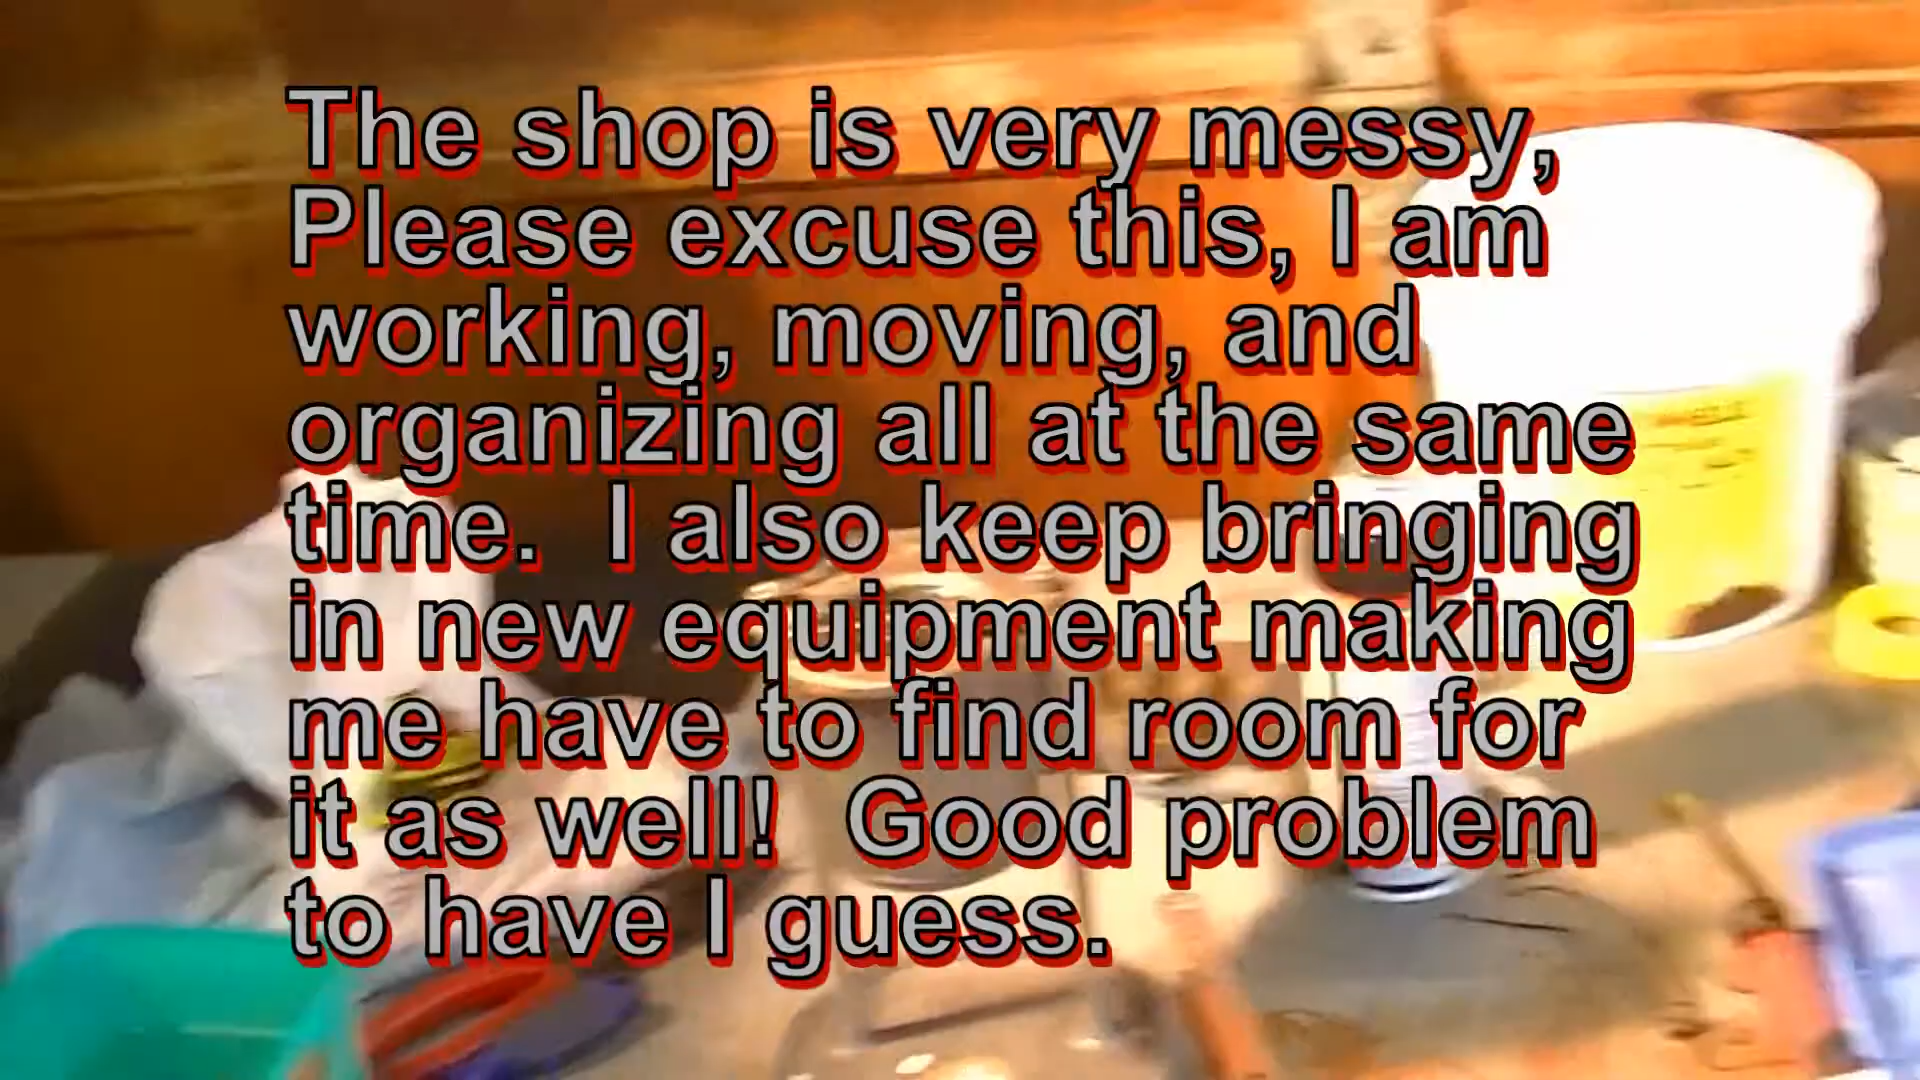 The shop is very messy,
Please excuse this, I am
working, moving, and
organizing all at the same
time.  I also keep bringing
in new equipment making
me have to find room for
it as well!  Good problem
to have I guess.